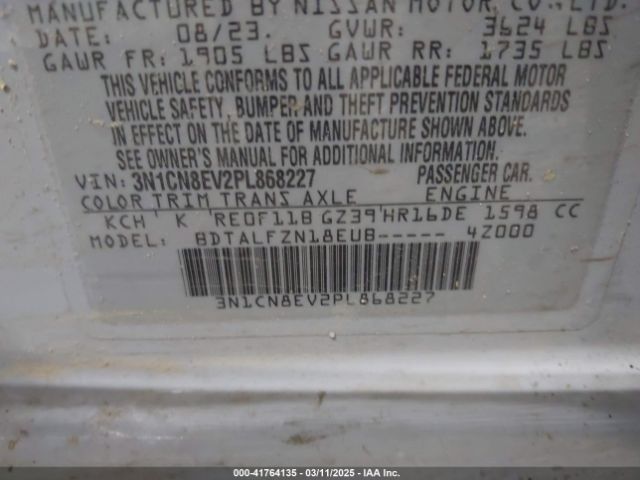 MANUFACTURED BY NISSAN MOTOR CO., LTD.
DATE: 08/23. GVWR: 3624 LBS
GAWR FR: 1905 LBS GAWR RR: 1735 LBS
THIS VEHICLE CONFORMS TO ALL APPLICABLE FEDERAL MOTOR
VEHICLE SAFETY, BUMPER AND THEFT PREVENTION STANDARDS
IN EFFECT ON THE DATE OF MANUFACTURE SHOWN ABOVE.
SEE OWNER'S MANUAL FOR ADDITIONAL INFORMATION
VIN: 3N1CN8EV2PL868227 PASSENGER CAR.
COLOR TRIM TRANS AXLE ENGINE
KCH K RE0F11B GZ39 HR16DE 1598 CC
MODEL: BDTALFZN18EUB----- 4Z000
3N1CN8EV2PL868227
000-41764135 - 03/11/2025 - IAA Inc.